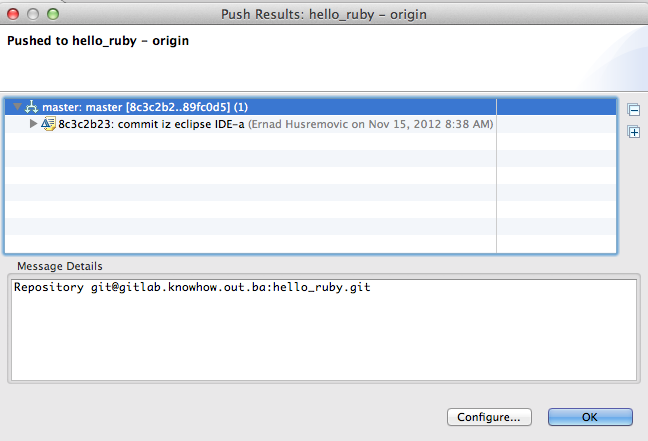 Push Results: hello_ruby – origin
Pushed to hello_ruby – origin
master: master [8c3c2b2..89fc0d5] (1)
8c3c2b23: commit iz eclipse IDE-a (Ernad Husremovic on Nov 15, 2012 8:38 AM)
Message Details
Repository git@gitlab.knowhow.out.ba:hello_ruby.git
Configure...
OK